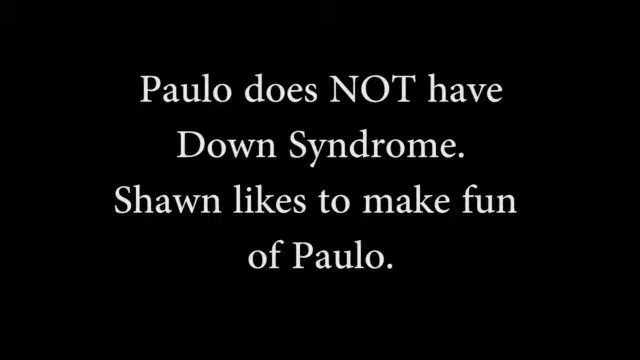 Paulo does NOT have
Down Syndrome.
Shawn likes to make fun
of Paulo.